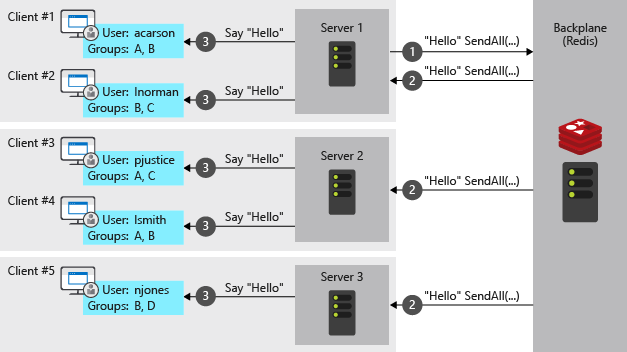 Client #1
User: acarson
Groups: A, B
3
Say "Hello"
Server 1
1
"Hello" SendAll(...)
2
"Hello" SendAll(...)
Backplane
(Redis)
Client #2
User: lnorman
Groups: B, C
3
Say "Hello"
Client #3
User: pjustice
Groups: A, C
3
Say "Hello"
Server 2
2
"Hello" SendAll(...)
Client #4
User: lsmith
Groups: A, B
3
Say "Hello"
Client #5
User: njones
Groups: B, D
3
Say "Hello"
Server 3
2
"Hello" SendAll(...)